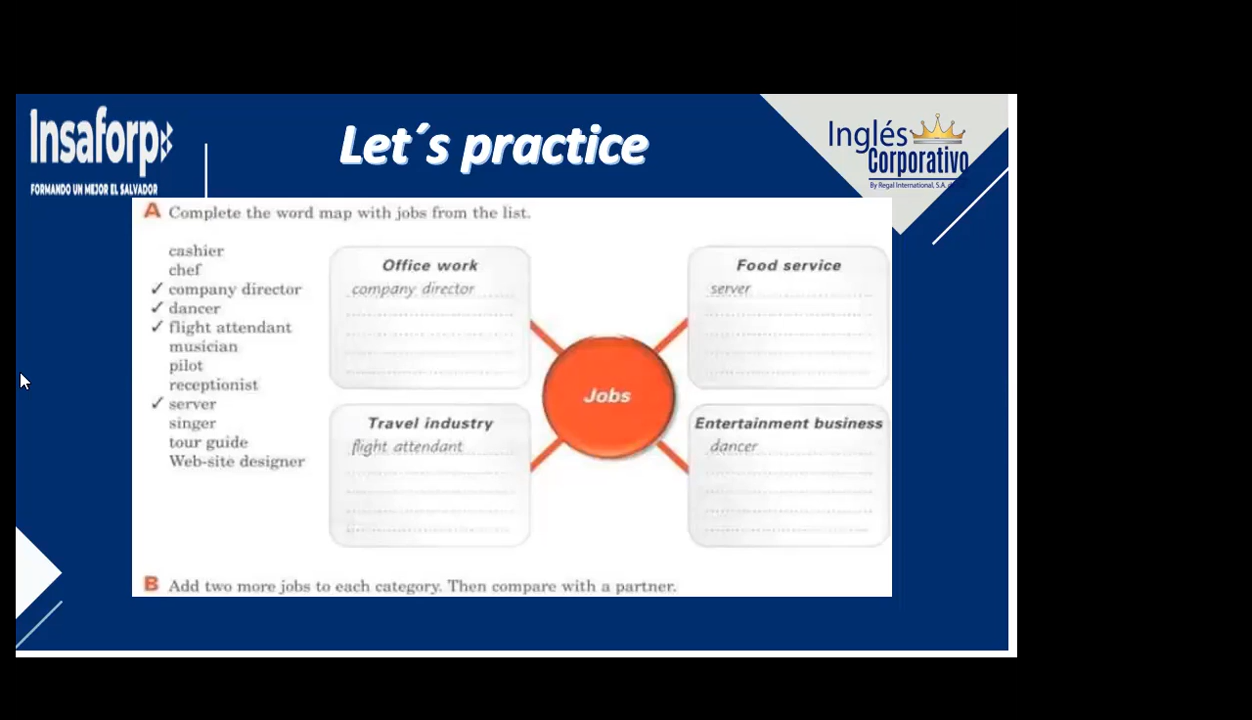 Insaforp
FORMANDO UN MEJOR EL SALVADOR
Let´s practice
Inglés
Corporativo
By Regal International, S.A.
A Complete the word map with jobs from the list.
cashier
chef
✓ company director
✓ dancer
✓ flight attendant
musician
pilot
receptionist
✓ server
singer
tour guide
Web-site designer
Office work
company director
Food service
server
Jobs
Travel industry
flight attendant
Entertainment business
dancer
B Add two more jobs to each category. Then compare with a partner.